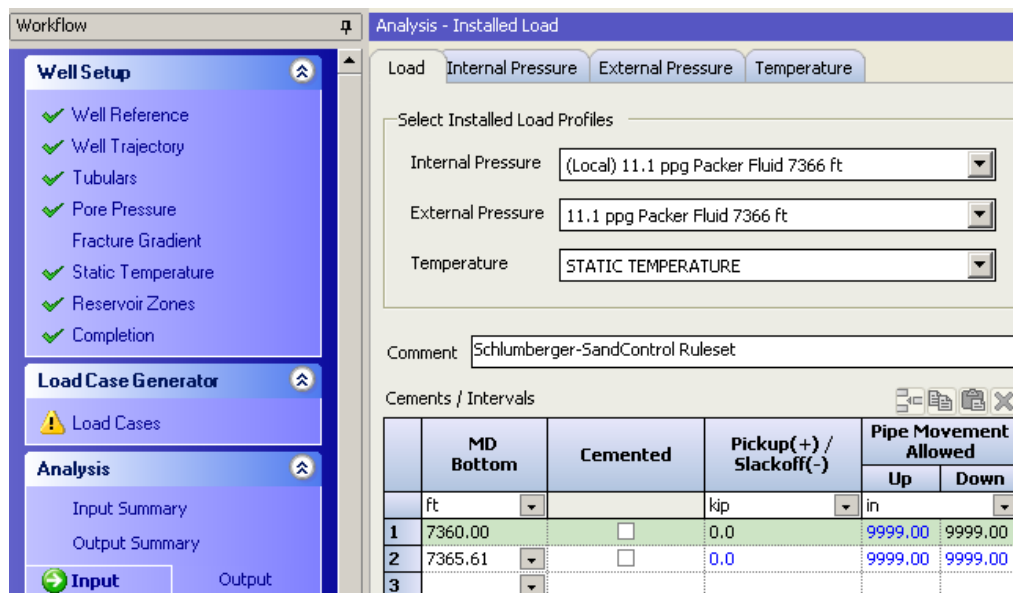 Workflow
Well Setup
Well Reference
Well Trajectory
Tubulars
Pore Pressure
Fracture Gradient
Static Temperature
Reservoir Zones
Completion
Load Case Generator
Load Cases
Analysis
Input Summary
Output Summary
Input Output
Analysis - Installed Load
Load Internal Pressure External Pressure Temperature
Select Installed Load Profiles
Internal Pressure (Local) 11.1 ppg Packer Fluid 7366 ft
External Pressure 11.1 ppg Packer Fluid 7366 ft
Temperature STATIC TEMPERATURE
Comment Schlumberger-SandControl Ruleset
Cements / Intervals
MD Bottom Cemented Pickup(+) / Slackoff(-) Pipe Movement Allowed
Up Down
ft kip in
1 7360.00 0.0 9999.00 9999.00
2 7365.61 0.0 9999.00 9999.00
3